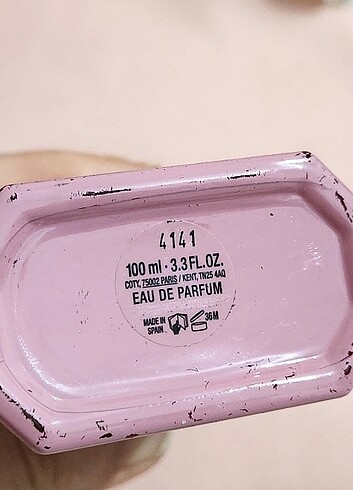 4141
100 ml · 3.3 FL.OZ.
COTY, 75002 PARIS / KENT, TN25 4AQ
EAU DE PARFUM
MADE IN
SPAIN
36M